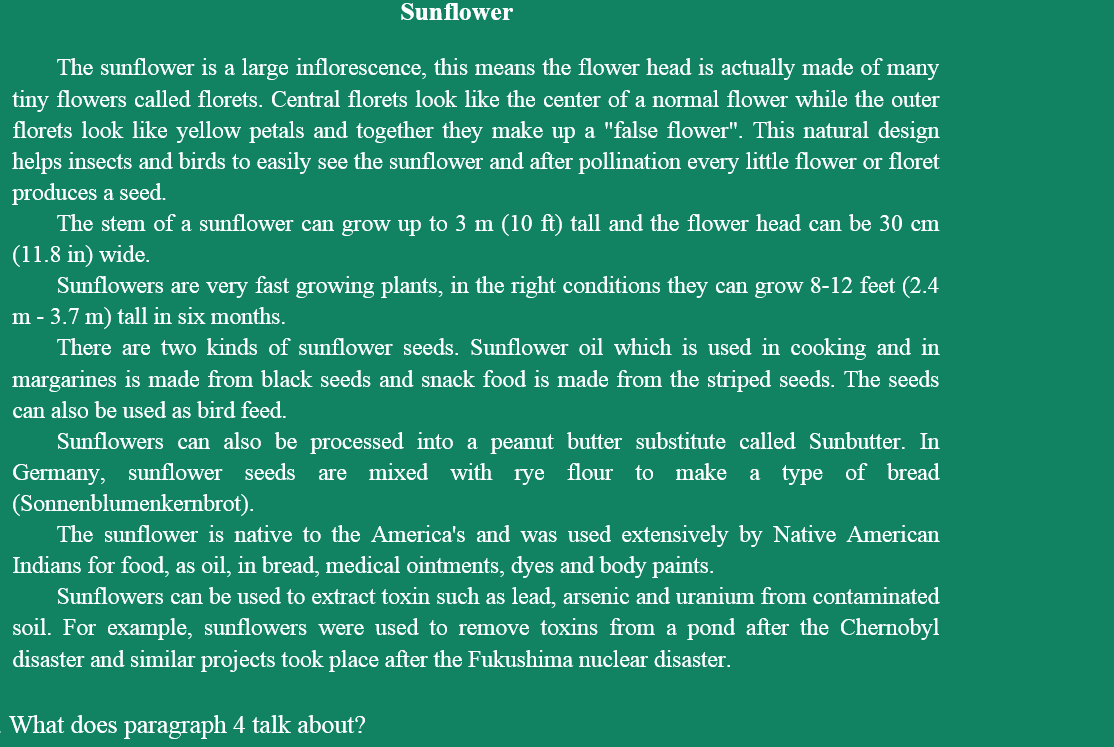 Sunflower
The sunflower is a large inflorescence, this means the flower head is actually made of many
tiny flowers called florets. Central florets look like the center of a normal flower while the outer
florets look like yellow petals and together they make up a "false flower". This natural design
helps insects and birds to easily see the sunflower and after pollination every little flower or floret
produces a seed.
The stem of a sunflower can grow up to 3 m (10 ft) tall and the flower head can be 30 cm
(11.8 in) wide.
Sunflowers are very fast growing plants, in the right conditions they can grow 8-12 feet (2.4
m - 3.7 m) tall in six months.
There are two kinds of sunflower seeds. Sunflower oil which is used in cooking and in
margarines is made from black seeds and snack food is made from the striped seeds. The seeds
can also be used as bird feed.
Sunflowers can also be processed into a peanut butter substitute called Sunbutter. In
Germany, sunflower seeds are mixed with rye flour to make a type of bread
(Sonnenblumenkernbrot).
The sunflower is native to the America's and was used extensively by Native American
Indians for food, as oil, in bread, medical ointments, dyes and body paints.
Sunflowers can be used to extract toxin such as lead, arsenic and uranium from contaminated
soil. For example, sunflowers were used to remove toxins from a pond after the Chernobyl
disaster and similar projects took place after the Fukushima nuclear disaster.
What does paragraph 4 talk about?